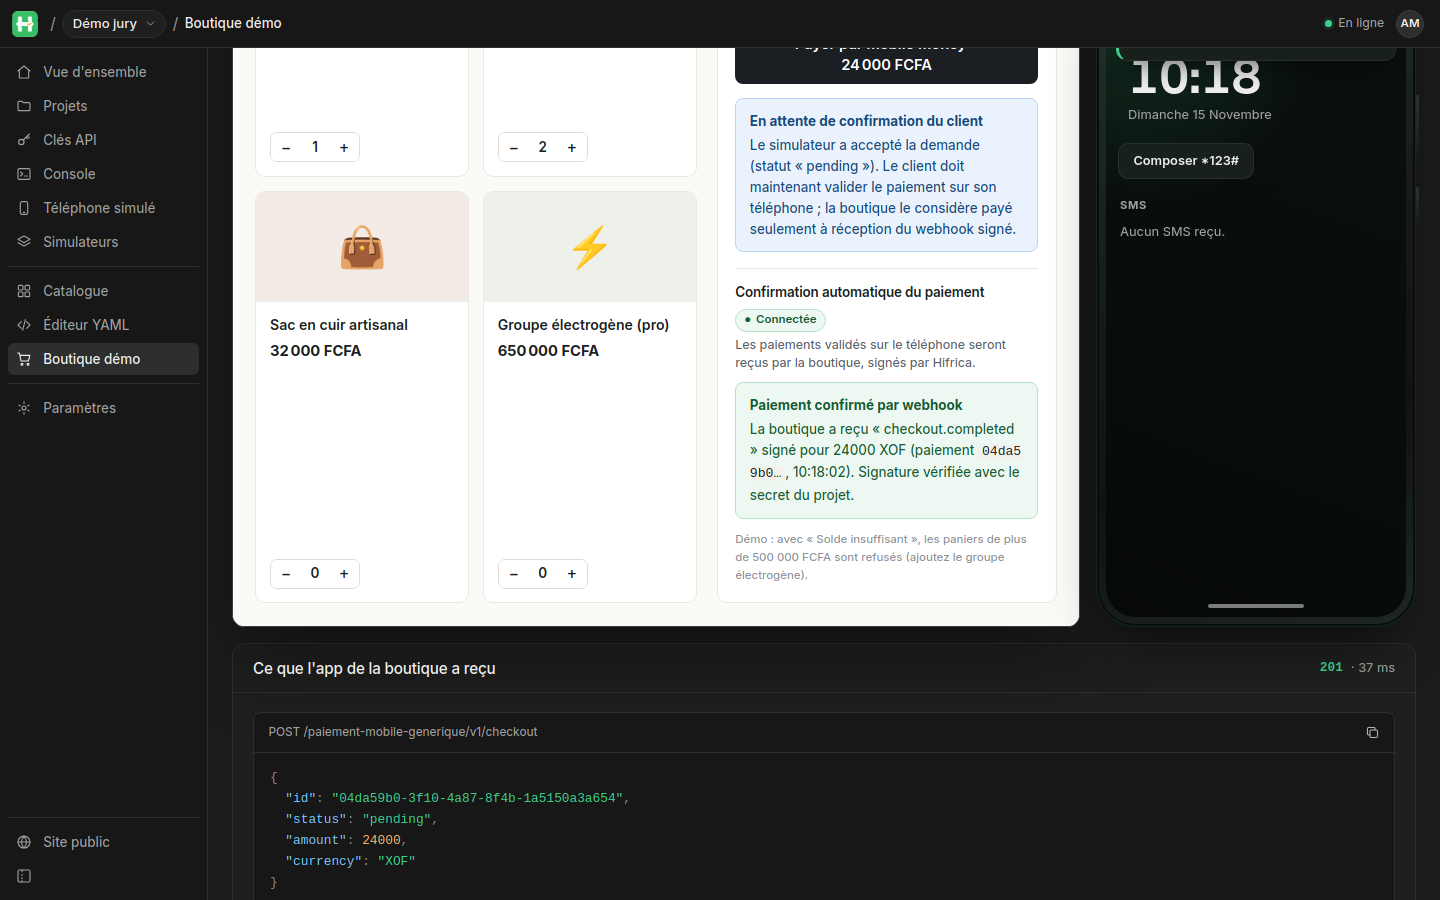 / Démo jury / Boutique démo
En ligne
AM
Vue d'ensemble
Projets
Clés API
Console
Téléphone simulé
Simulateurs
Catalogue
Éditeur YAML
Boutique démo
Paramètres
Site public
– 1 +
– 2 +
Sac en cuir artisanal
32 000 FCFA
– 0 +
Groupe électrogène (pro)
650 000 FCFA
– 0 +
Payer par mobile money
24 000 FCFA
En attente de confirmation du client
Le simulateur a accepté la demande
(statut « pending »). Le client doit
maintenant valider le paiement sur son
téléphone ; la boutique le considère payé
seulement à réception du webhook signé.
Confirmation automatique du paiement
Connectée
Les paiements validés sur le téléphone seront
reçus par la boutique, signés par Hifrica.
Paiement confirmé par webhook
La boutique a reçu « checkout.completed
» signé pour 24000 XOF (paiement 04da5
9b0… , 10:18:02). Signature vérifiée avec le
secret du projet.
Démo : avec « Solde insuffisant », les paniers de plus
de 500 000 FCFA sont refusés (ajoutez le groupe
électrogène).
10:18
Dimanche 15 Novembre
Composer *123#
SMS
Aucun SMS reçu.
Ce que l'app de la boutique a reçu
201 · 37 ms
POST /paiement-mobile-generique/v1/checkout
{
"id": "04da59b0-3f10-4a87-8f4b-1a5150a3a654",
"status": "pending",
"amount": 24000,
"currency": "XOF"
}